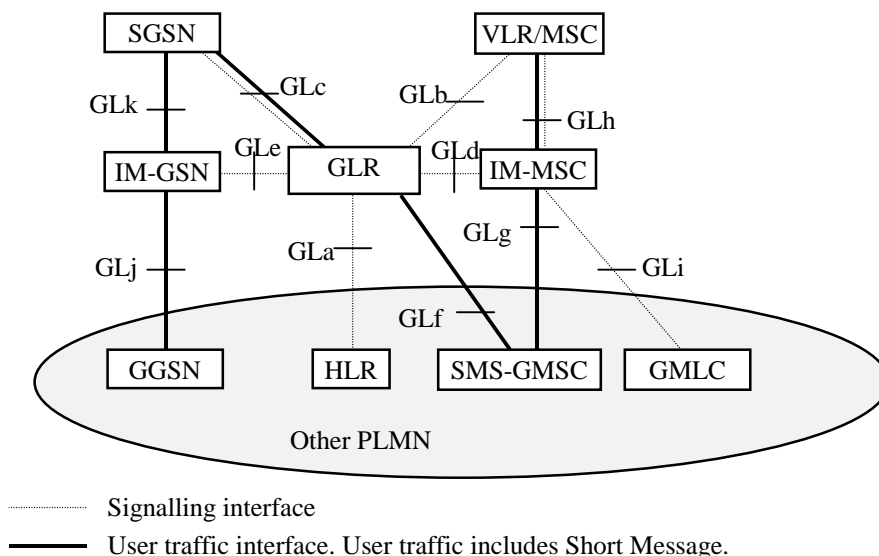 SGSN
VLR/MSC
GLk
GLc
GLb
GLh
GLe
GLd
IM-GSN
GLR
IM-MSC
GLj
GLa
GLg
GLi
GLf
GGSN
HLR
SMS-GMSC
GMLC
Other PLMN
Signalling interface
User traffic interface. User traffic includes Short Message.